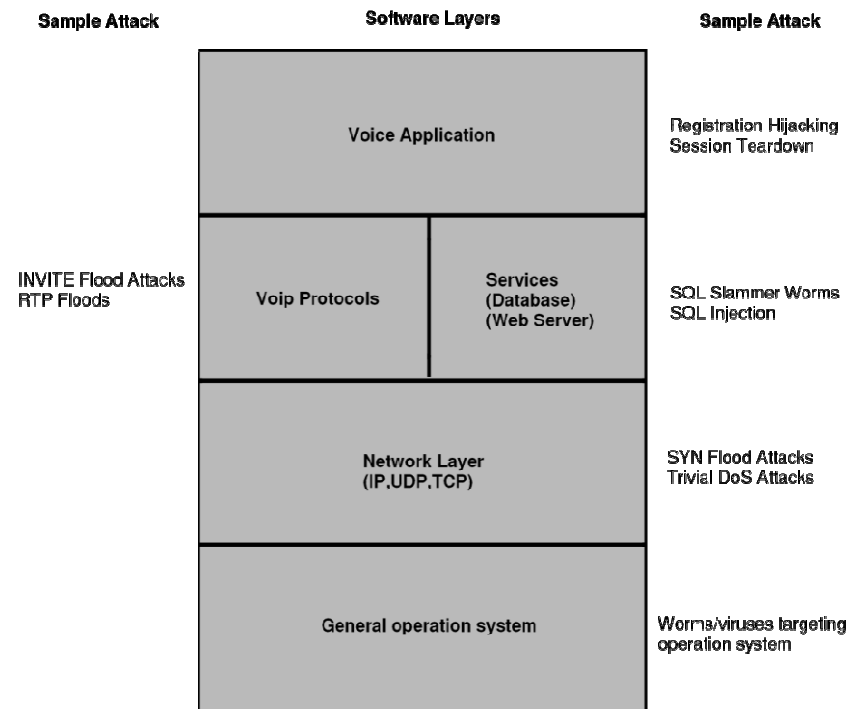 Sample Attack
Software Layers
Sample Attack
Voice Application
Registration Hijacking
Session Teardown
INVITE Flood Attacks
RTP Floods
Voip Protocols
Services
(Database)
(Web Server)
SQL Slammer Worms
SQL Injection
Network Layer
(IP,UDP,TCP)
SYN Flood Attacks
Trivial DoS Attacks
General operation system
Worms/viruses targeting
operation system